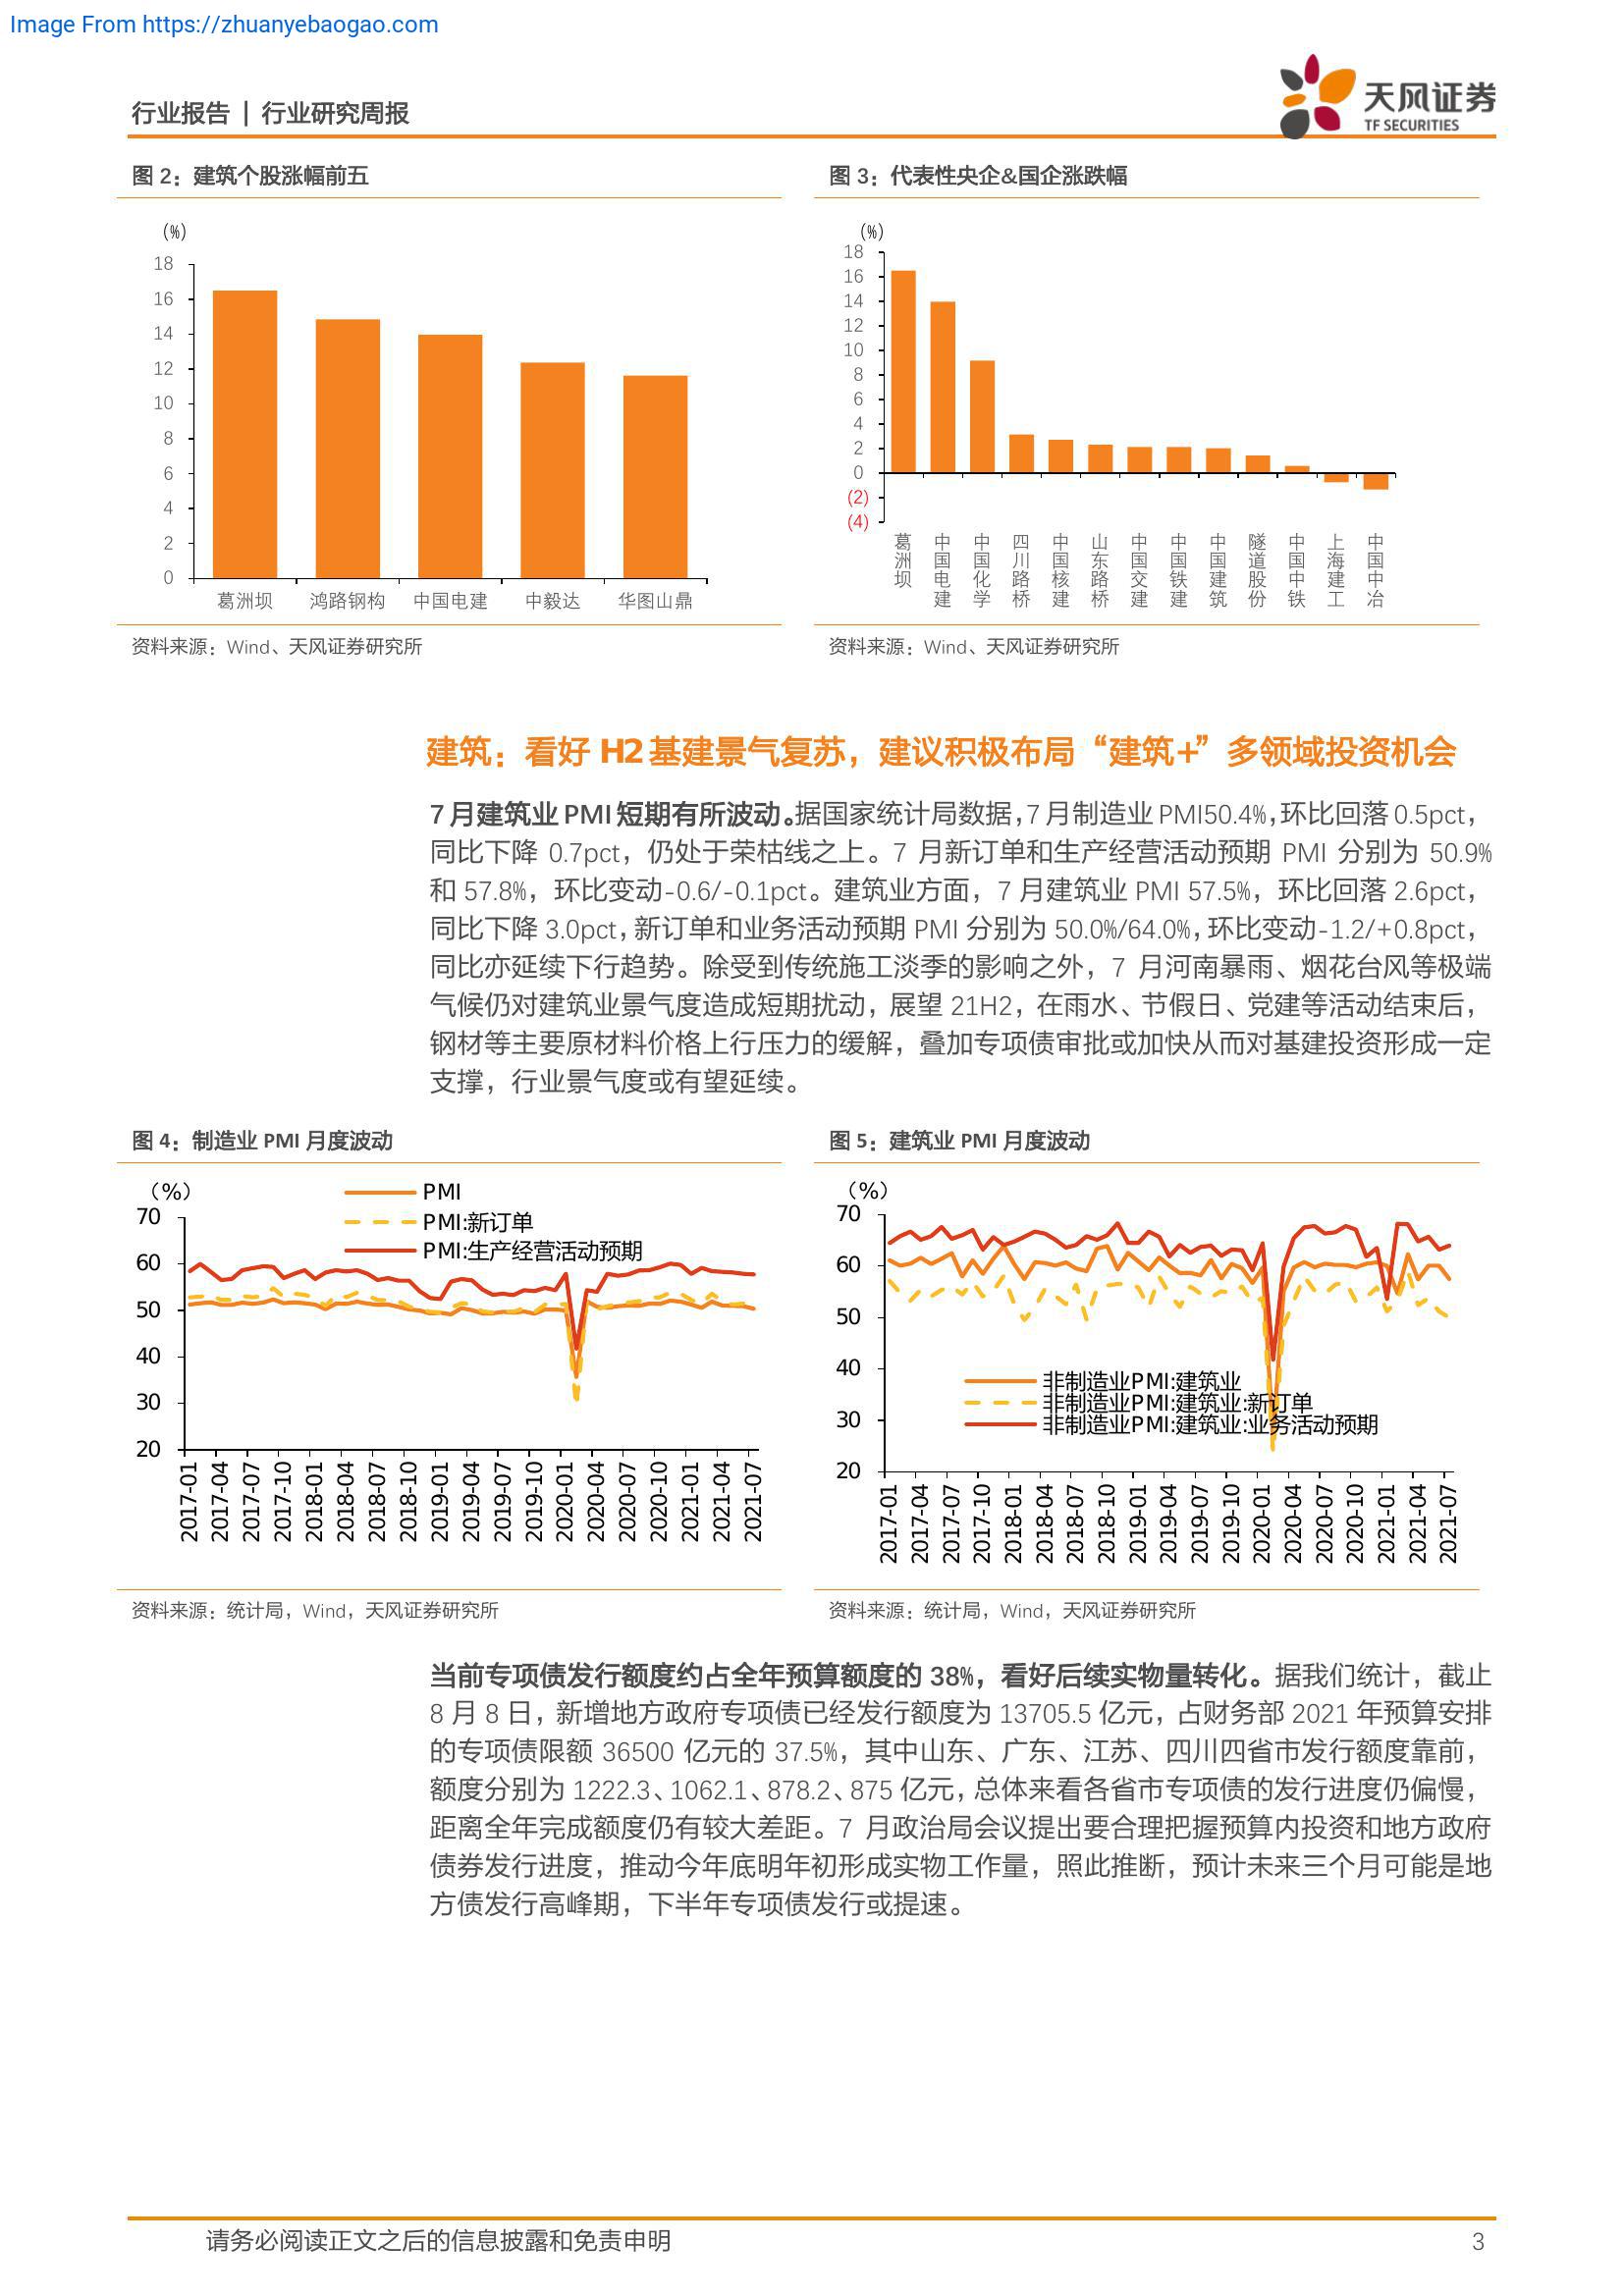 Image From https://zhuanyebaogao.com
行业报告 | 行业研究周报
天风证券
TF SECURITIES
图 2：建筑个股涨幅前五
(%)
18
16
14
12
10
8
6
4
2
0
葛洲坝 鸿路钢构 中国电建 中毅达 华图山鼎
资料来源：Wind、天风证券研究所
图 3：代表性央企&国企涨跌幅
(%)
18
16
14
12
10
8
6
4
2
0
(2)
(4)
葛洲坝 中国电建 中国化学 四川路桥 中国核建 山东路桥 中国交建 中国铁建 中国建筑 隧道股份 中国中铁 上海建工 中国中冶
资料来源：Wind、天风证券研究所
建筑：看好 H2 基建景气复苏，建议积极布局“建筑+”多领域投资机会
7 月建筑业 PMI 短期有所波动。据国家统计局数据，7 月制造业 PMI50.4%，环比回落 0.5pct，
同比下降 0.7pct，仍处于荣枯线之上。7 月新订单和生产经营活动预期 PMI 分别为 50.9%
和 57.8%，环比变动-0.6/-0.1pct。建筑业方面，7 月建筑业 PMI 57.5%，环比回落 2.6pct，
同比下降 3.0pct，新订单和业务活动预期 PMI 分别为 50.0%/64.0%，环比变动-1.2/+0.8pct，
同比亦延续下行趋势。除受到传统施工淡季的影响之外，7 月河南暴雨、烟花台风等极端
气候仍对建筑业景气度造成短期扰动，展望 21H2，在雨水、节假日、党建等活动结束后，
钢材等主要原材料价格上行压力的缓解，叠加专项债审批或加快从而对基建投资形成一定
支撑，行业景气度或有望延续。
图 4：制造业 PMI 月度波动
（%）
PMI
PMI:新订单
PMI:生产经营活动预期
70
60
50
40
30
20
2017-01 2017-04 2017-07 2017-10 2018-01 2018-04 2018-07 2018-10 2019-01 2019-04 2019-07 2019-10 2020-01 2020-04 2020-07 2020-10 2021-01 2021-04 2021-07
资料来源：统计局，Wind，天风证券研究所
图 5：建筑业 PMI 月度波动
（%）
70
60
50
40
30
20
非制造业PMI:建筑业
非制造业PMI:建筑业:新订单
非制造业PMI:建筑业:业务活动预期
2017-01 2017-04 2017-07 2017-10 2018-01 2018-04 2018-07 2018-10 2019-01 2019-04 2019-07 2019-10 2020-01 2020-04 2020-07 2020-10 2021-01 2021-04 2021-07
资料来源：统计局，Wind，天风证券研究所
当前专项债发行额度约占全年预算额度的 38%，看好后续实物量转化。据我们统计，截止
8 月 8 日，新增地方政府专项债已经发行额度为 13705.5 亿元，占财务部 2021 年预算安排
的专项债限额 36500 亿元的 37.5%，其中山东、广东、江苏、四川四省市发行额度靠前，
额度分别为 1222.3、1062.1、878.2、875 亿元，总体来看各省市专项债的发行进度仍偏慢，
距离全年完成额度仍有较大差距。7 月政治局会议提出要合理把握预算内投资和地方政府
债券发行进度，推动今年底明年初形成实物工作量，照此推断，预计未来三个月可能是地
方债发行高峰期，下半年专项债发行或提速。
请务必阅读正文之后的信息披露和免责申明
3